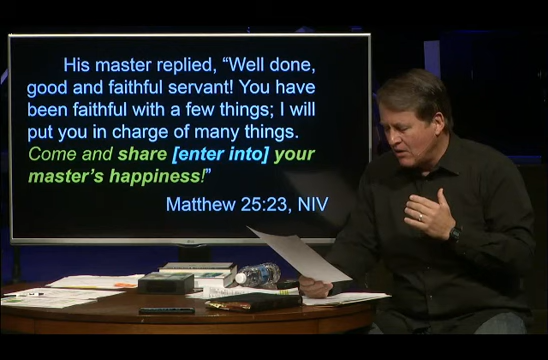 His master replied, “Well done,
good and faithful servant! You have
been faithful with a few things; I will
put you in charge of many things.
Come and share [enter into] your
master’s happiness!”
Matthew 25:23, NIV